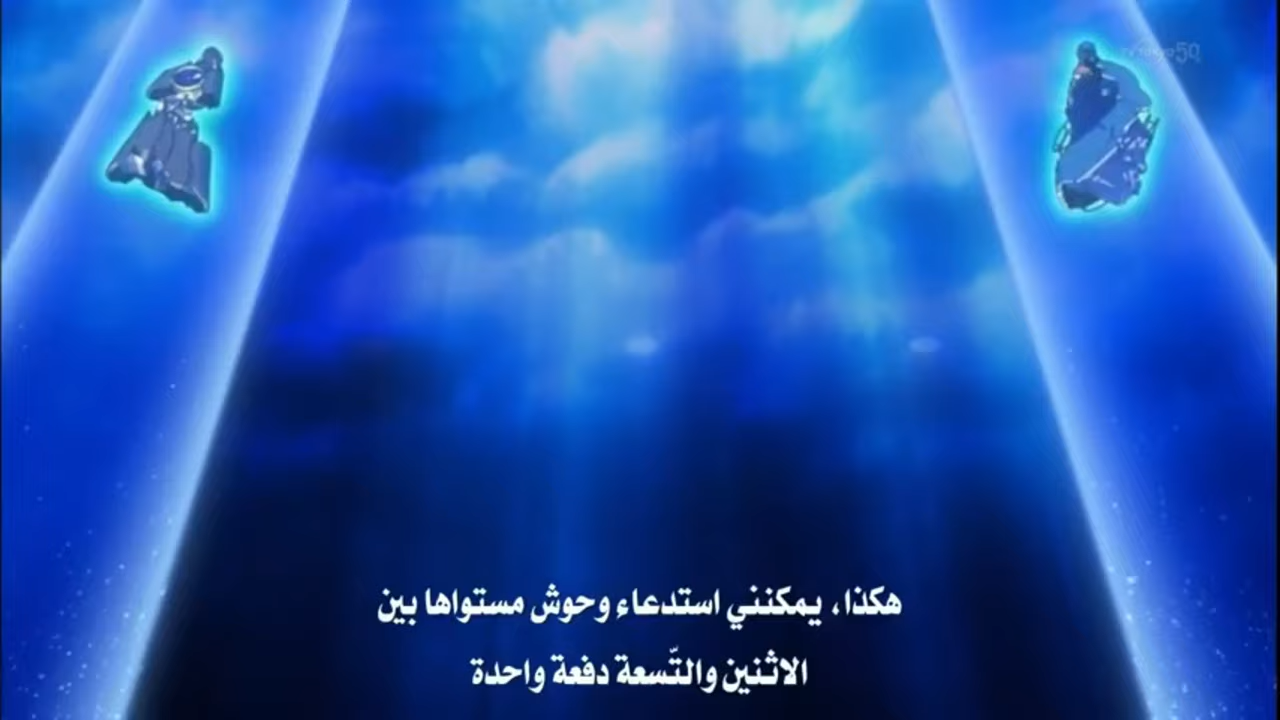 هكذا، يمكنني استدعاء وحوش مستواها بين
الاثنين والتّسعة دفعة واحدة